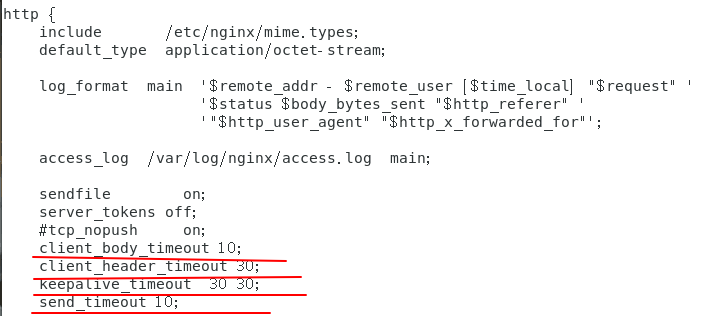 http {
    include       /etc/nginx/mime.types;
    default_type  application/octet-stream;
    log_format  main  '$remote_addr - $remote_user [$time_local] "$request" '
                      '$status $body_bytes_sent "$http_referer" '
                      '"$http_user_agent" "$http_x_forwarded_for"';
    access_log  /var/log/nginx/access.log  main;
    sendfile        on;
    server_tokens off;
    #tcp_nopush     on;
    client_body_timeout 10;
    client_header_timeout 30;
    keepalive_timeout  30 30;
    send_timeout 10;